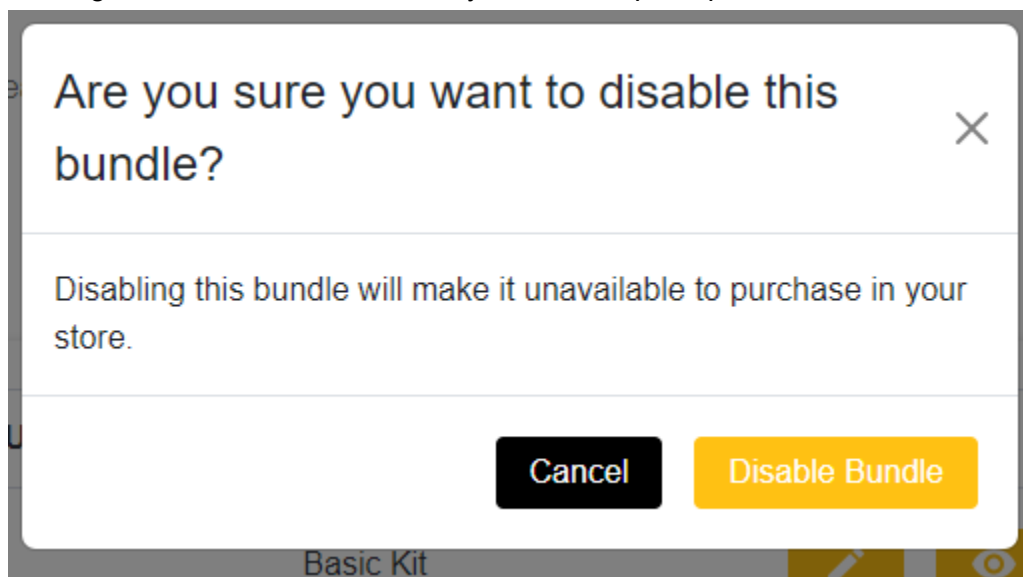 Are you sure you want to disable this
bundle?
Disabling this bundle will make it unavailable to purchase in your
store.
Cancel
Disable Bundle
Basic Kit